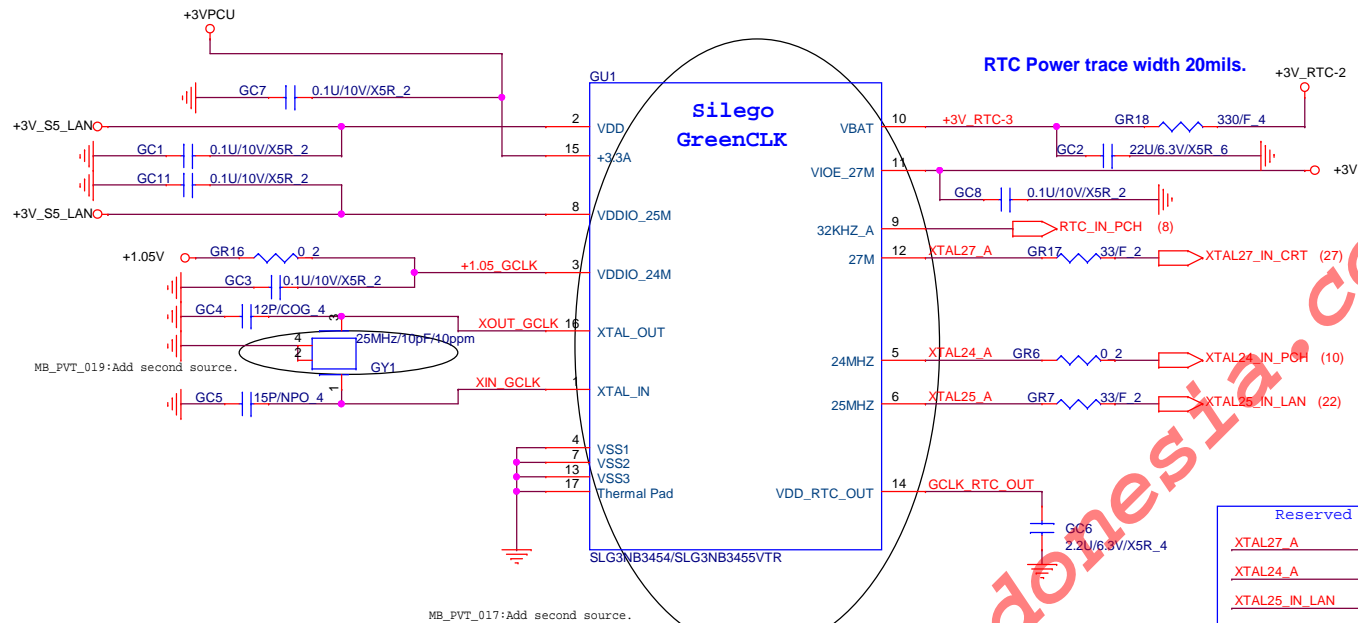 +3VPCU
RTC Power trace width 20mils.
+3V_RTC-2
GU1
Silego
GreenCLK
GC7 0.1U/10V/X5R_2
+3V_S5_LAN 2 VDD
VBAT 10 +3V_RTC-3 GR18 330/F_4
GC1 0.1U/10V/X5R_2
15 +3.3A
GC2 22U/6.3V/X5R_6
VIOE_27M 11 +3V
GC11 0.1U/10V/X5R_2
GC8 0.1U/10V/X5R_2
+3V_S5_LAN 8 VDDIO_25M
32KHZ_A 9 RTC_IN_PCH (8)
+1.05V GR16 0_2
27M 12 XTAL27_A GR17 33/F_2 XTAL27_IN_CRT (27)
+1.05_GCLK 3 VDDIO_24M
GC3 0.1U/10V/X5R_2
GC4 12P/COG_4
3
XOUT_GCLK 16 XTAL_OUT
25MHz/10pF/10ppm
4
2
GY1
MB_PVT_019:Add second source.
24MHZ 5 XTAL24_A GR6 0_2 XTAL24_IN_PCH (10)
1
XIN_GCLK 1 XTAL_IN
GC5 15P/NPO_4
25MHZ 6 XTAL25_A GR7 33/F_2 XTAL25_IN_LAN (22)
4 VSS1
7 VSS2
13 VSS3
17 Thermal Pad
VDD_RTC_OUT 14 GCLK_RTC_OUT
GC6
2.2U/6.3V/X5R_4
SLG3NB3454/SLG3NB3455VTR
Reserved
XTAL27_A
XTAL24_A
XTAL25_IN_LAN
MB_PVT_017:Add second source.
donesia.co